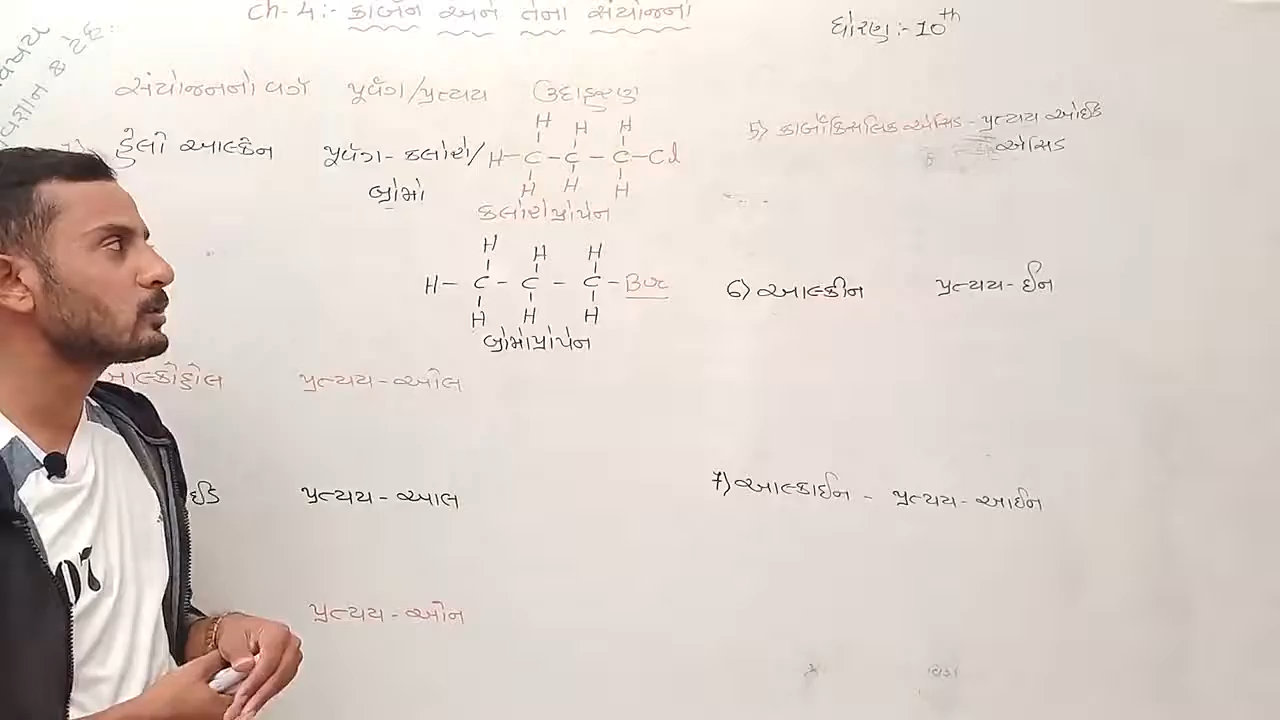 ch-4:- કાર્બન અને તેના સંયોજનો
ધોરણ:- 10th
સંયોજનનો વર્ગ પૂર્વગ/પ્રત્યય ઉદાહરણ
હેલો આલ્કેન પૂર્વગ- ક્લોરો/
બ્રોમો
H H H
H-C-C-C-Cl
H H H
ક્લોરોપ્રોપેન
H H H
H-C-C-C-Br
H H H
બ્રોમોપ્રોપેન
આલ્કોહોલ પ્રત્યય-ઓલ
ઈડ પ્રત્યય-આલ
પ્રત્યય-ઓન
5) કાર્બોક્સિલિક એસિડ- પ્રત્યય ઓઈક
એસિડ
6) આલ્કીન પ્રત્યય-ઈન
7) આલ્કાઈન - પ્રત્યય-આઈન
07